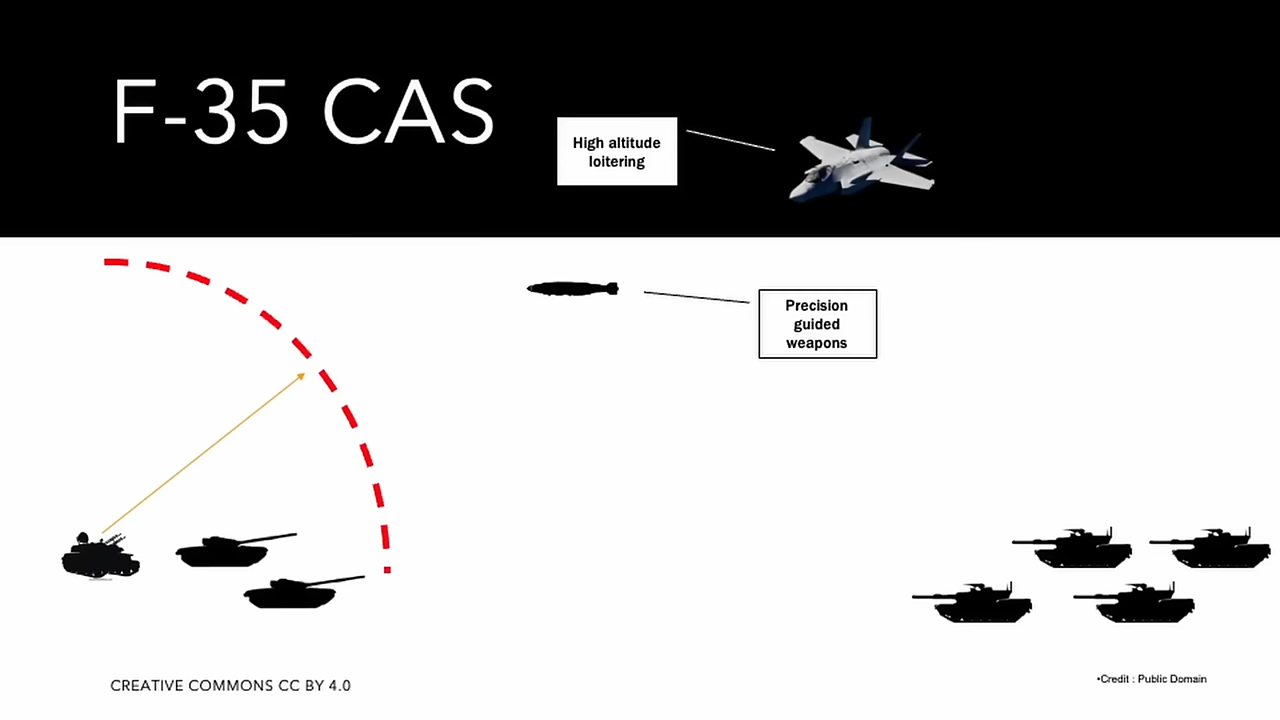 F-35 CAS
High altitude
loitering
Precision
guided
weapons
CREATIVE COMMONS CC BY 4.0
•Credit : Public Domain